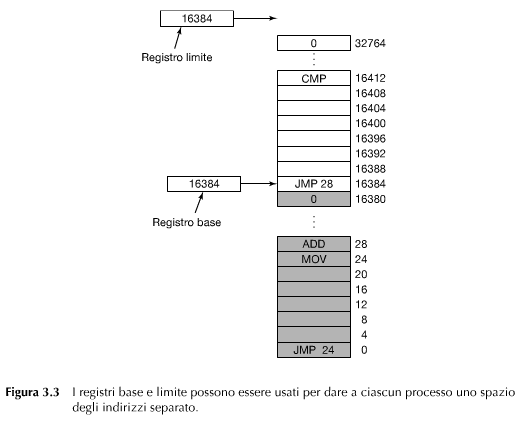 16384
0 32764
Registro limite
CMP 16412
16408
16404
16400
16396
16392
16388
16384 JMP 28 16384
0 16380
Registro base
ADD 28
MOV 24
20
16
12
8
4
JMP 24 0
Figura 3.3 I registri base e limite possono essere usati per dare a ciascun processo uno spazio
degli indirizzi separato.